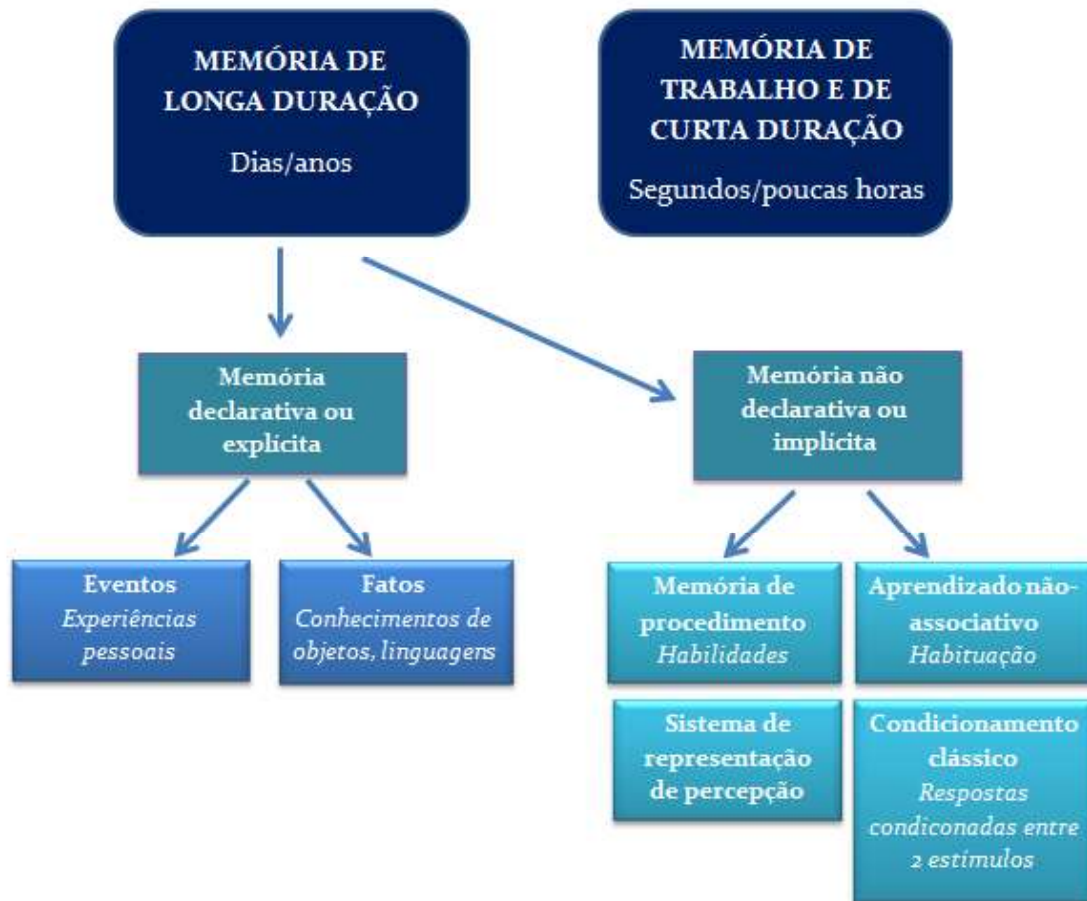 MEMÓRIA DE
LONGA DURAÇÃO
Dias/anos
MEMÓRIA DE
TRABALHO E DE
CURTA DURAÇÃO
Segundos/poucas horas
Memória
declarativa ou
explícita
Memória não
declarativa ou
implícita
Eventos
Experiências
pessoais
Fatos
Conhecimentos de
objetos, linguagens
Memória de
procedimento
Habilidades
Aprendizado não-
associativo
Habituação
Sistema de
representação
de percepção
Condicionamento
clássico
Respostas
condiconadas entre
2 estímulos